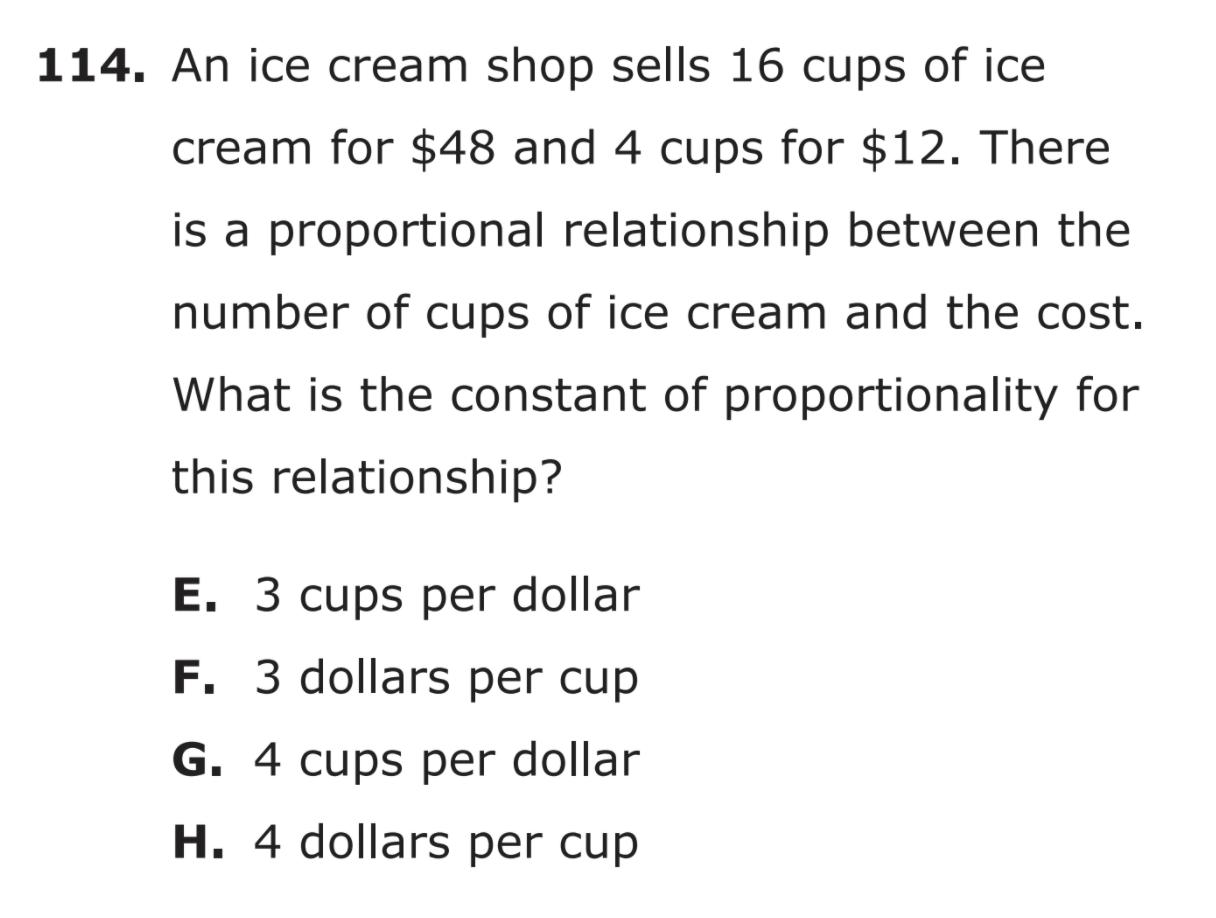 114. An ice cream shop sells 16 cups of ice
cream for $48 and 4 cups for $12. There
is a proportional relationship between the
number of cups of ice cream and the cost.
What is the constant of proportionality for
this relationship?
E. 3 cups per dollar
F. 3 dollars per cup
G. 4 cups per dollar
H. 4 dollars per cup